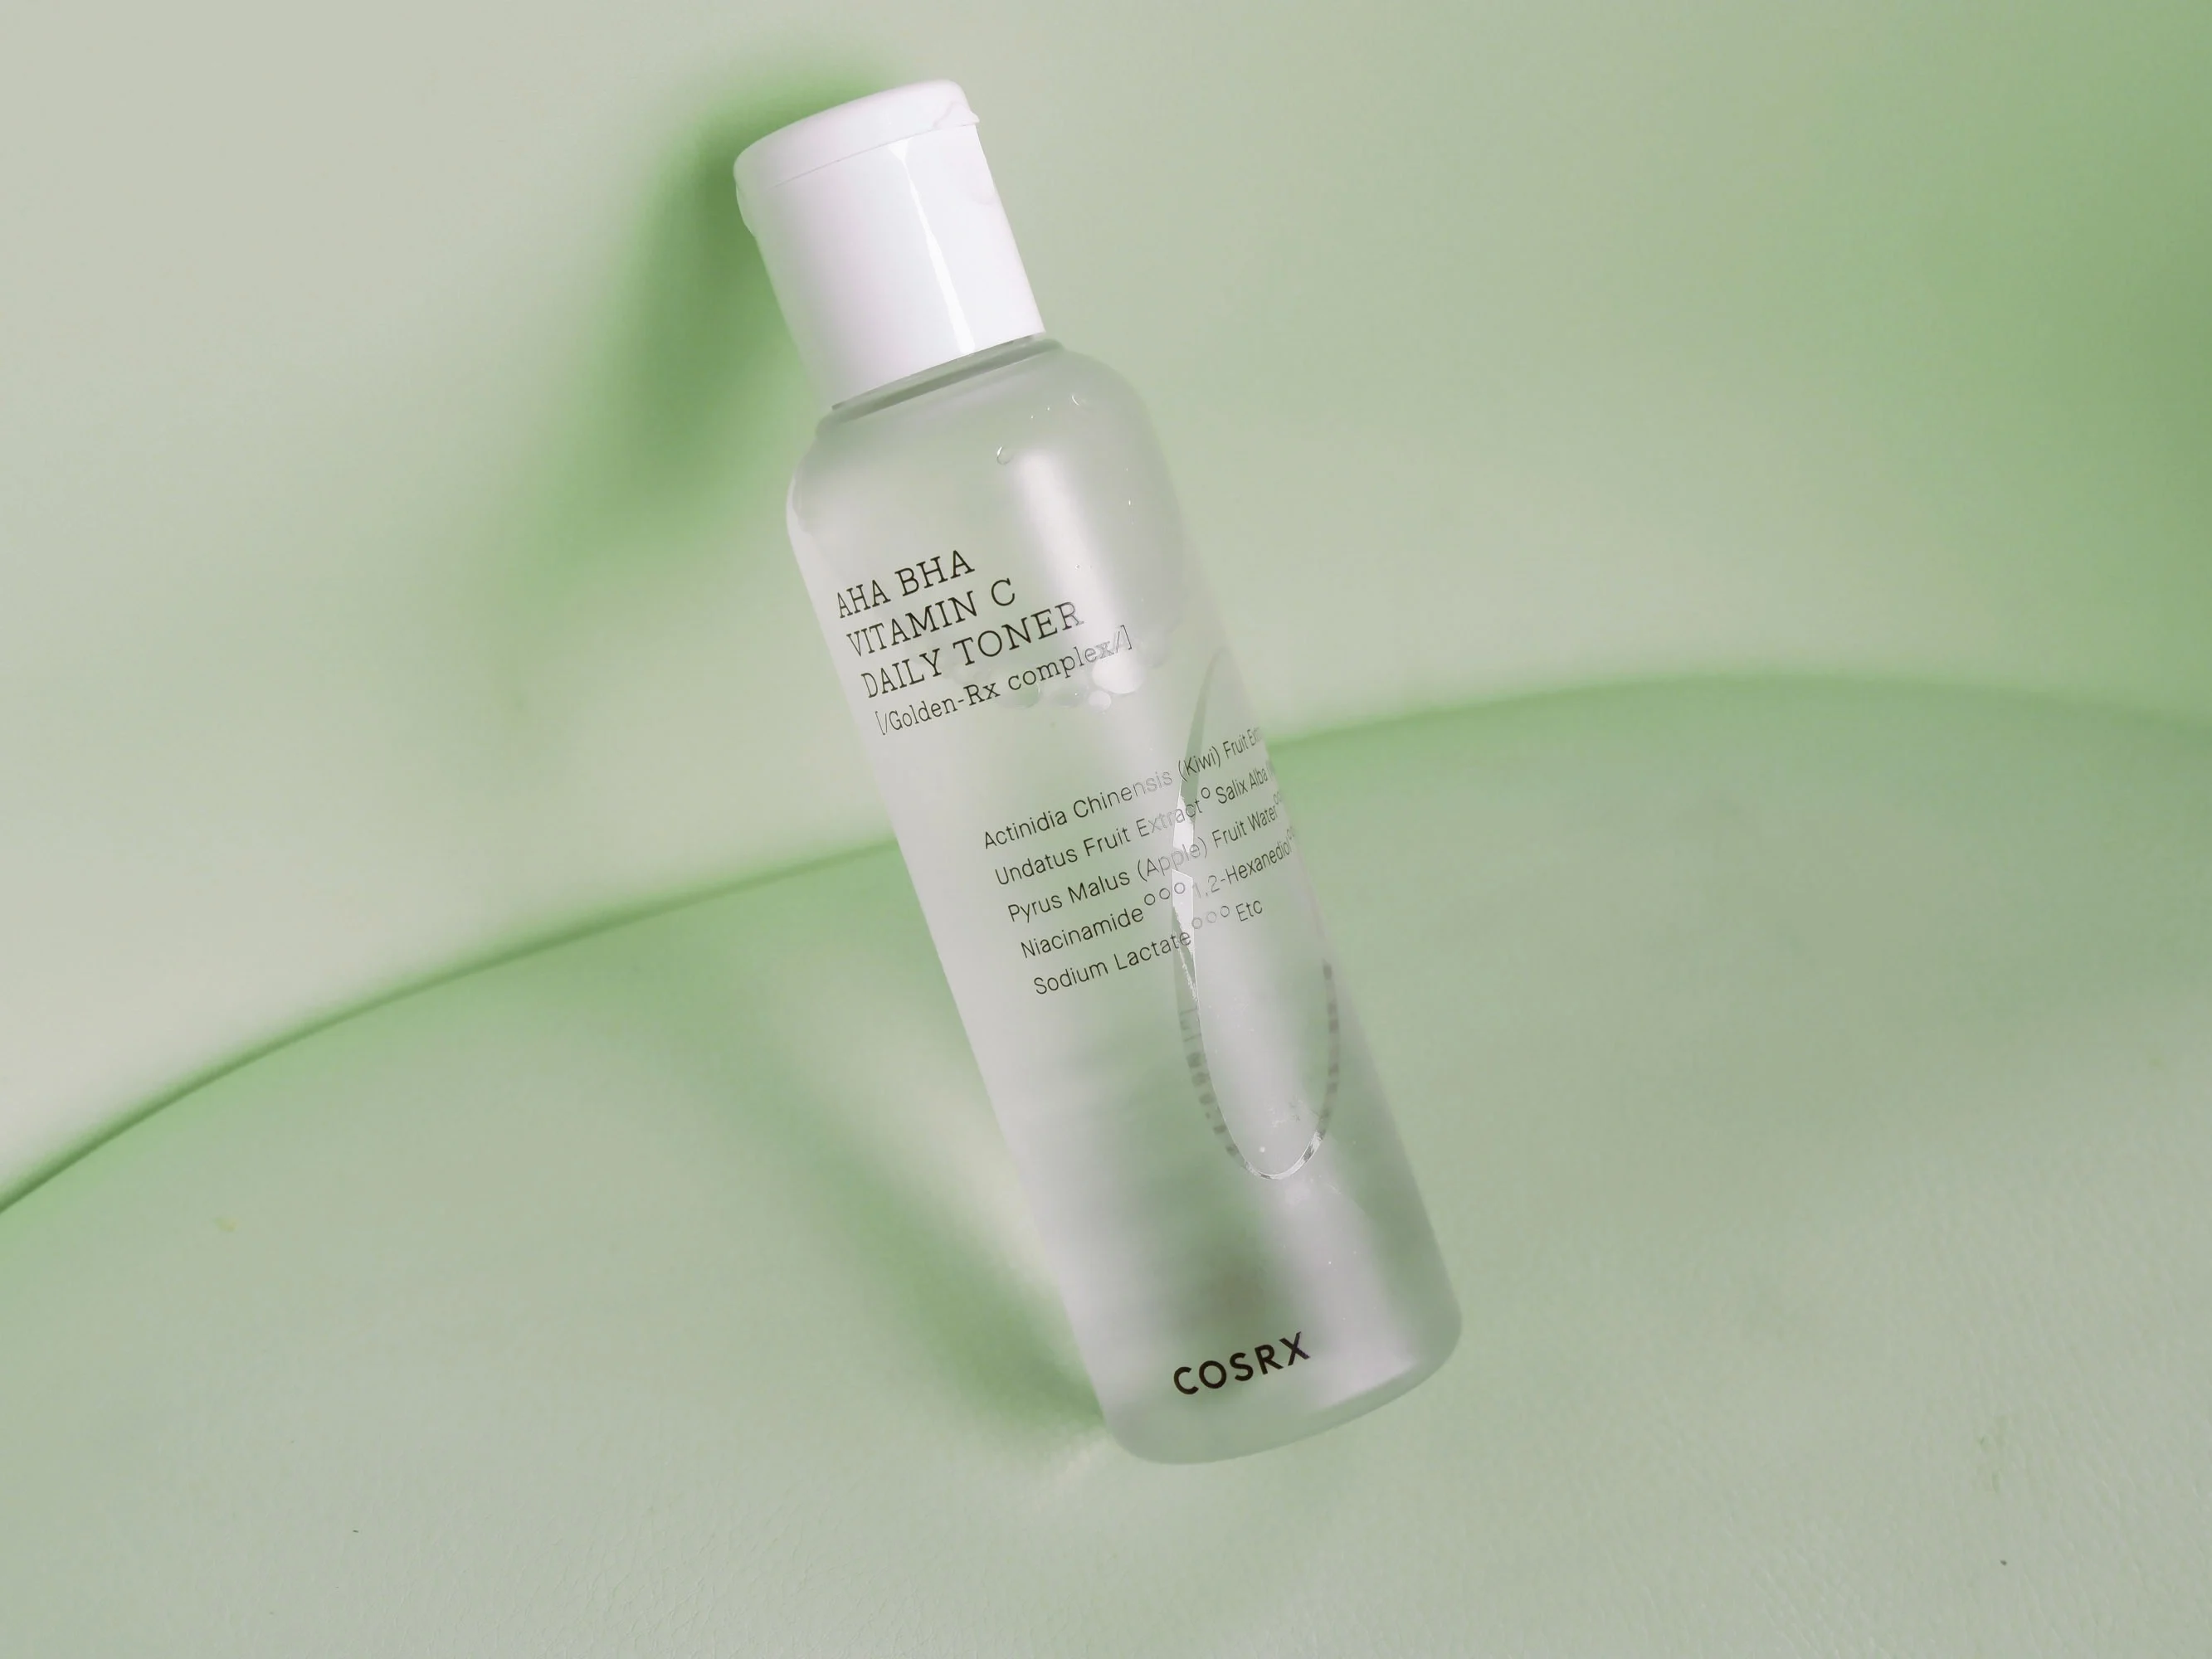 AHA BHA
VITAMIN C
DAILY TONER
[/Golden-Rx complex/]
Actinidia Chinensis (Kiwi) Fruit
Undatus Fruit Extract° Salix Alba
Pyrus Malus (Apple) Fruit Water
Niacinamide°°° 1,2-Hexanediol
Sodium Lactate°°° Etc
COSRX